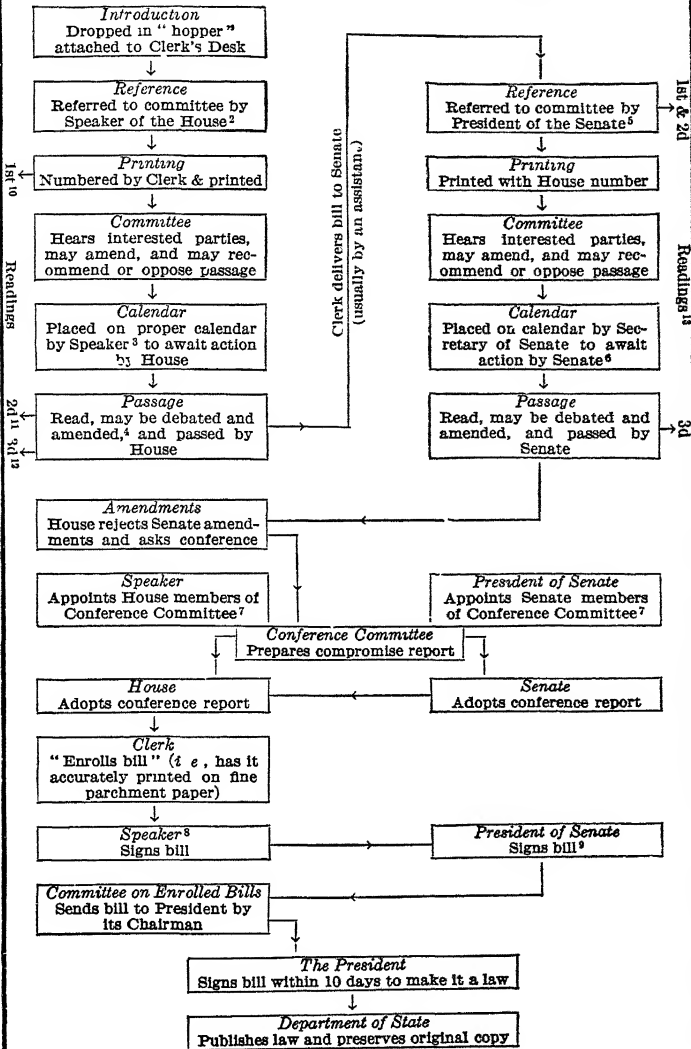 Introduction
Dropped in "hopper"
attached to Clerk's Desk
Reference
Referred to committee by
Speaker of the House²
Printing
Numbered by Clerk & printed
Committee
Hears interested parties,
may amend, and may rec-
ommend or oppose passage
Calendar
Placed on proper calendar
by Speaker³ to await action
by House
Passage
Read, may be debated and
amended,⁴ and passed by
House
1st¹⁰
Readings
2d¹¹
3d¹²
Clerk delivers bill to Senate
(usually by an assistant.)
Reference
Referred to committee by
President of the Senate⁵
Printing
Printed with House number
Committee
Hears interested parties,
may amend, and may rec-
ommend or oppose passage
Calendar
Placed on calendar by Sec-
retary of Senate to await
action by Senate⁶
Passage
Read, may be debated and
amended, and passed by
Senate
1st & 2d
Readings¹³
3d
Amendments
House rejects Senate amend-
ments and asks conference
Speaker
Appoints House members of
Conference Committee⁷
President of Senate
Appoints Senate members
of Conference Committee⁷
Conference Committee
Prepares compromise report
House
Adopts conference report
Senate
Adopts conference report
Clerk
"Enrolls bill" (i e, has it
accurately printed on fine
parchment paper)
Speaker⁸
Signs bill
President of Senate
Signs bill⁹
Committee on Enrolled Bills
Sends bill to President by
its Chairman
The President
Signs bill within 10 days to make it a law
Department of State
Publishes law and preserves original copy